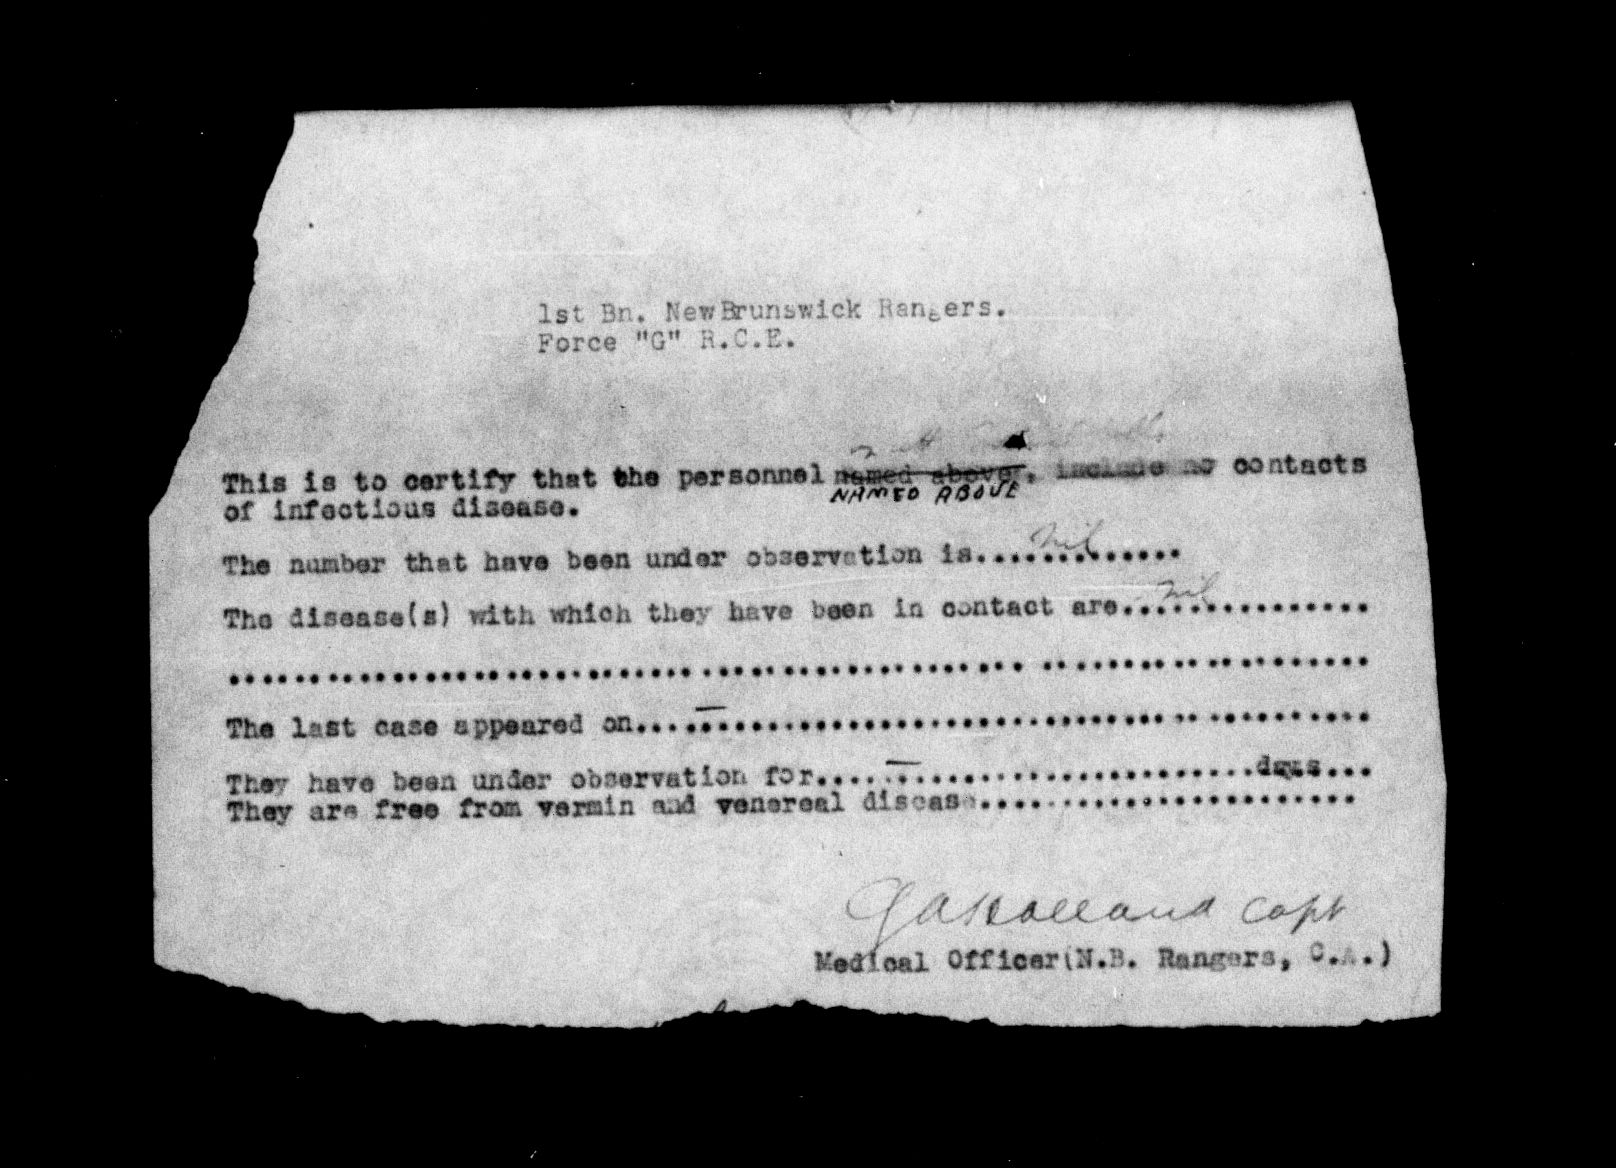 1st Bn. New Brunswick Rangers.
Force "G" R.C.E.
This is to certify that the personnel named above, include no contacts
NAMED ABOVE
of infectious disease.
The number that have been under observation is....nil.........
The disease(s) with which they have been in contact are...nil............
......................................................................
The last case appeared on....—........................................
They have been under observation for....—.....................days...
They are free from vermin and venereal disease.......................
Holland Capt
Medical Officer(N.B. Rangers, C.A.)